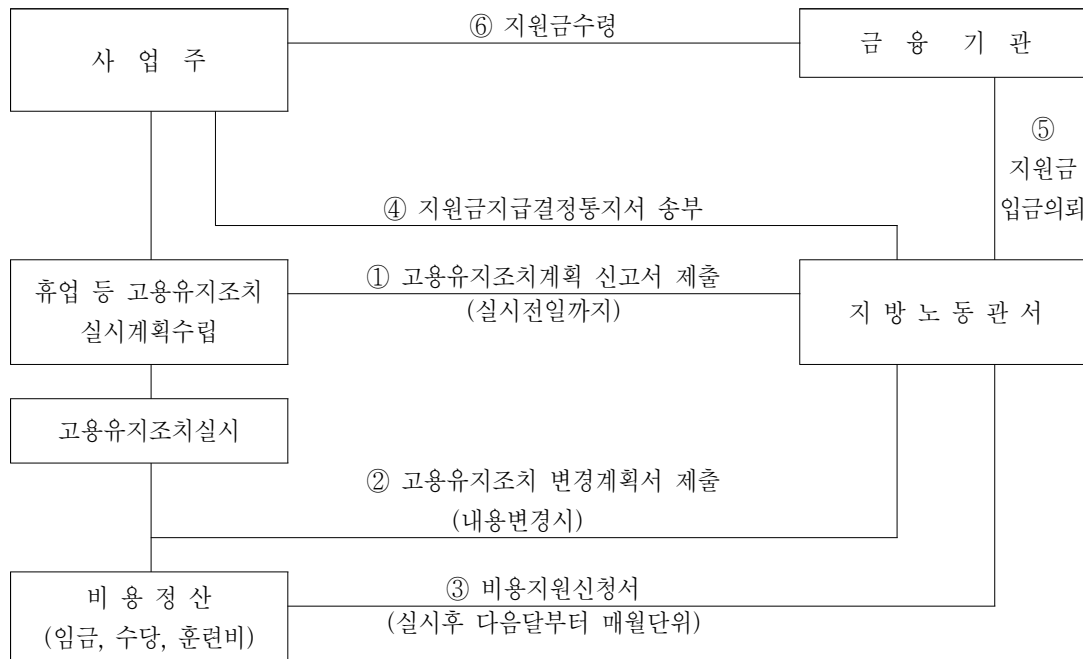 ⑥ 지원금수령
사 업 주
금 융 기 관
⑤
지원금
입금의뢰
④ 지원금지급결정통지서 송부
① 고용유지조치계획 신고서 제출
(실시전일까지)
휴업 등 고용유지조치
실시계획수립
지 방 노 동 관 서
고용유지조치실시
② 고용유지조치 변경계획서 제출
(내용변경시)
③ 비용지원신청서
(실시후 다음달부터 매월단위)
비 용 정 산
(임금, 수당, 훈련비)